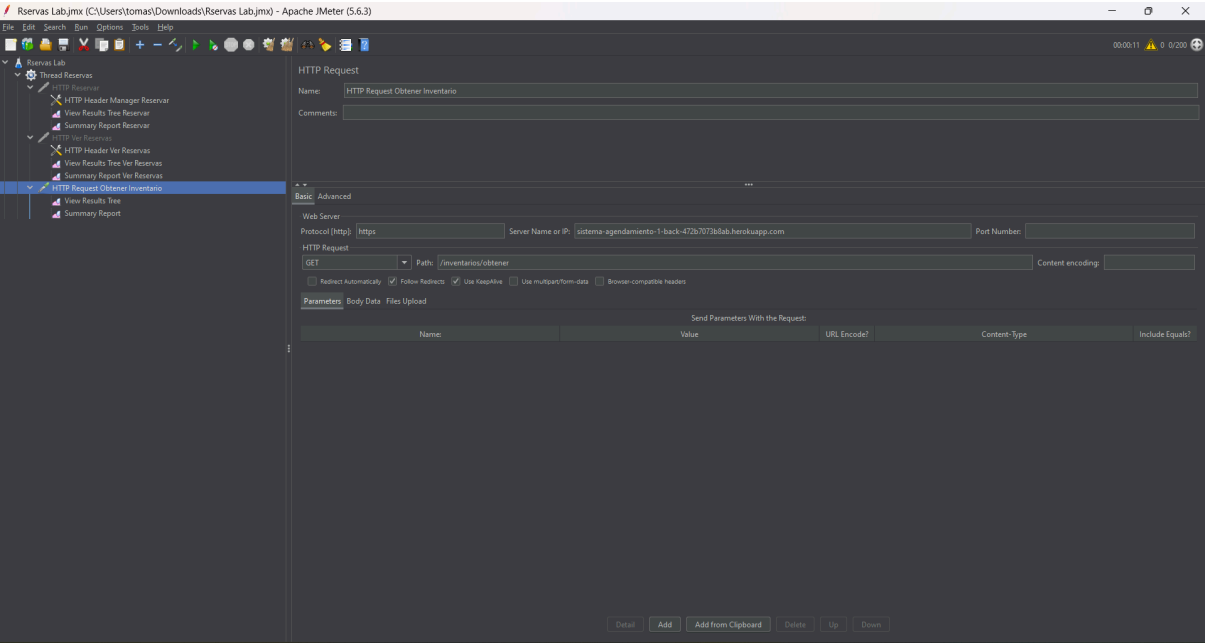 Rservas Lab.jmx (C:\Users\tomas\Downloads\Rservas Lab.jmx) - Apache JMeter (5.6.3)
File Edit Search Run Options Tools Help
00:00:11 0 0/200
Rservas Lab
Thread Reservas
HTTP Reservar
HTTP Header Manager Reservar
View Results Tree Reservar
Summary Report Reservar
HTTP Ver Reservas
HTTP Header Ver Reservas
View Results Tree Ver Reservas
Summary Report Ver Reservas
HTTP Request Obtener Inventario
View Results Tree
Summary Report
HTTP Request
Name: HTTP Request Obtener Inventario
Comments:
Basic Advanced
Web Server
Protocol [http]: https Server Name or IP: sistema-agendamiento-1-back-472b7073b8ab.herokuapp.com Port Number:
HTTP Request
GET Path: /inventarios/obtener Content encoding:
Redirect Automatically Follow Redirects Use KeepAlive Use multipart/form-data Browser-compatible headers
Parameters Body Data Files Upload
Send Parameters With the Request:
Name: Value URL Encode? Content-Type Include Equals?
Detail Add Add from Clipboard Delete Up Down